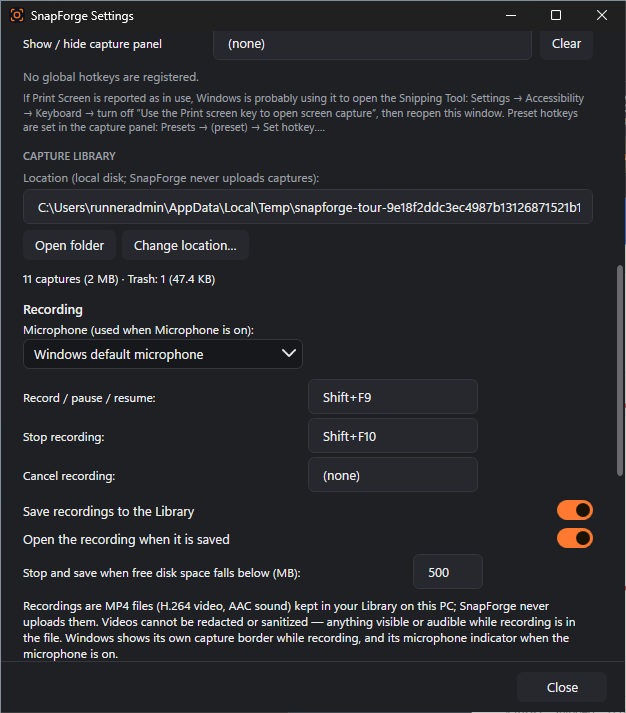 SnapForge Settings
Show / hide capture panel
(none)
Clear
No global hotkeys are registered.
If Print Screen is reported as in use, Windows is probably using it to open the Snipping Tool: Settings → Accessibility
→ Keyboard → turn off “Use the Print screen key to open screen capture”, then reopen this window. Preset hotkeys
are set in the capture panel: Presets → (preset) → Set hotkey....
CAPTURE LIBRARY
Location (local disk; SnapForge never uploads captures):
C:\Users\runneradmin\AppData\Local\Temp\snapforge-tour-9e18f2ddc3ec4987b13126871521b1
Open folder
Change location...
11 captures (2 MB) · Trash: 1 (47.4 KB)
Recording
Microphone (used when Microphone is on):
Windows default microphone
Record / pause / resume:
Shift+F9
Stop recording:
Shift+F10
Cancel recording:
(none)
Save recordings to the Library
Open the recording when it is saved
Stop and save when free disk space falls below (MB):
500
Recordings are MP4 files (H.264 video, AAC sound) kept in your Library on this PC; SnapForge never
uploads them. Videos cannot be redacted or sanitized — anything visible or audible while recording is in
the file. Windows shows its own capture border while recording, and its microphone indicator when the
microphone is on.
Close